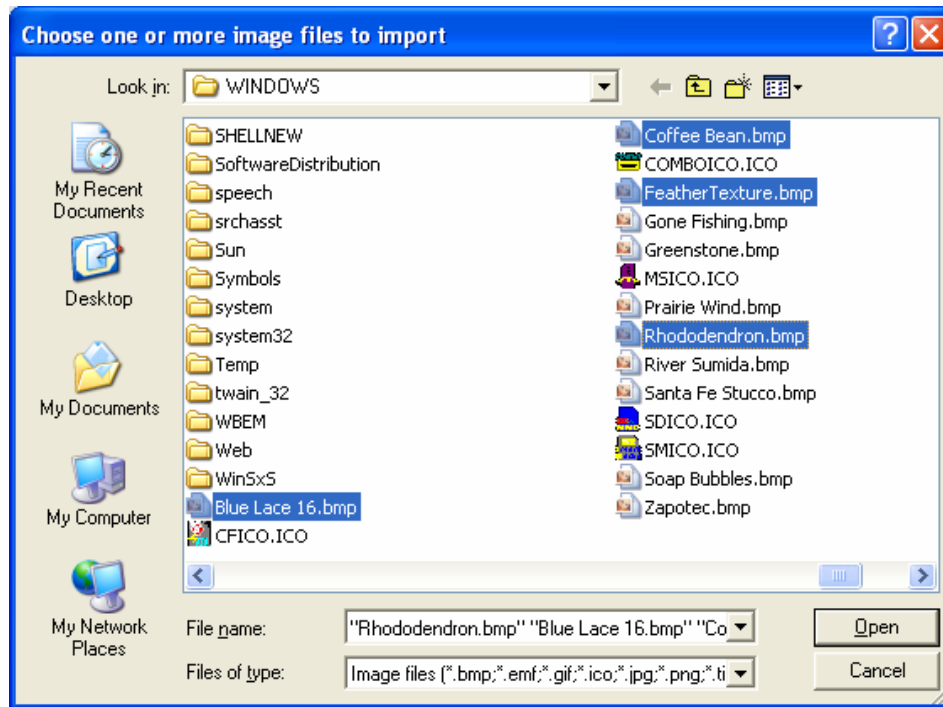 Choose one or more image files to import
Look in:
WINDOWS
My Recent
Documents
Desktop
My Documents
My Computer
My Network
Places
SHELLNEW
SoftwareDistribution
speech
srchasst
Sun
Symbols
system
system32
Temp
twain_32
WBEM
Web
WinSxS
Blue Lace 16.bmp
CFICO.ICO
Coffee Bean.bmp
COMBOICO.ICO
FeatherTexture.bmp
Gone Fishing.bmp
Greenstone.bmp
MSICO.ICO
Prairie Wind.bmp
Rhododendron.bmp
River Sumida.bmp
Santa Fe Stucco.bmp
SDICO.ICO
SMICO.ICO
Soap Bubbles.bmp
Zapotec.bmp
File name:
"Rhododendron.bmp" "Blue Lace 16.bmp" "Co
Open
Files of type:
Image files (*.bmp;*.emf;*.gif;*.ico;*.jpg;*.png;*.ti
Cancel